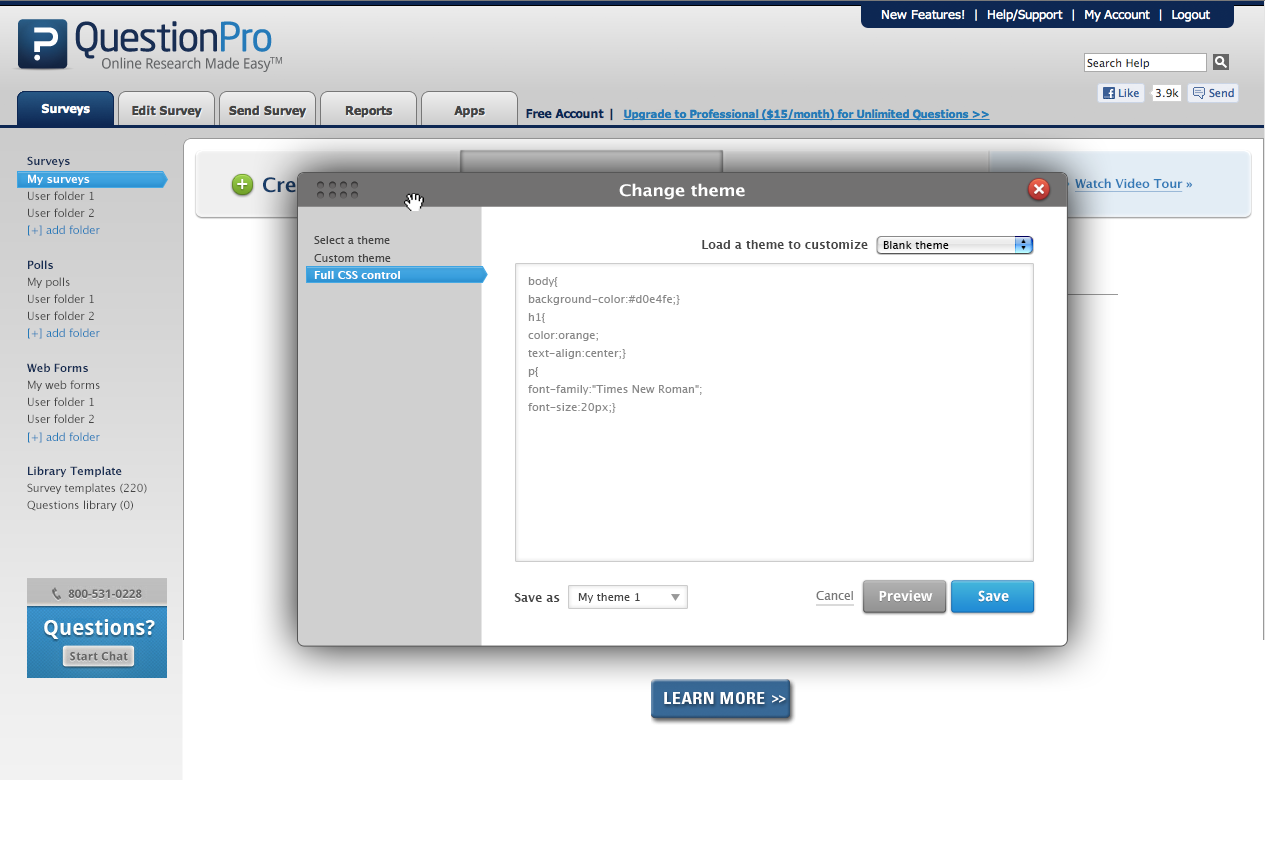 New Features! | Help/Support | My Account | Logout
?
QuestionPro
Online Research Made Easy™
Search Help
Like 3.9k Send
Surveys
Edit Survey
Send Survey
Reports
Apps
Free Account | Upgrade to Professional ($15/month) for Unlimited Questions >>
Surveys
My surveys
User folder 1
User folder 2
[+] add folder
Polls
My polls
User folder 1
User folder 2
[+] add folder
Web Forms
My web forms
User folder 1
User folder 2
[+] add folder
Library Template
Survey templates (220)
Questions library (0)
800-531-0228
Questions?
Start Chat
Cre
Watch Video Tour »
Change theme
Select a theme
Custom theme
Full CSS control
Load a theme to customize Blank theme
body{
background-color:#d0e4fe;}
h1{
color:orange;
text-align:center;}
p{
font-family:"Times New Roman";
font-size:20px;}
Save as My theme 1
Cancel
Preview
Save
LEARN MORE >>